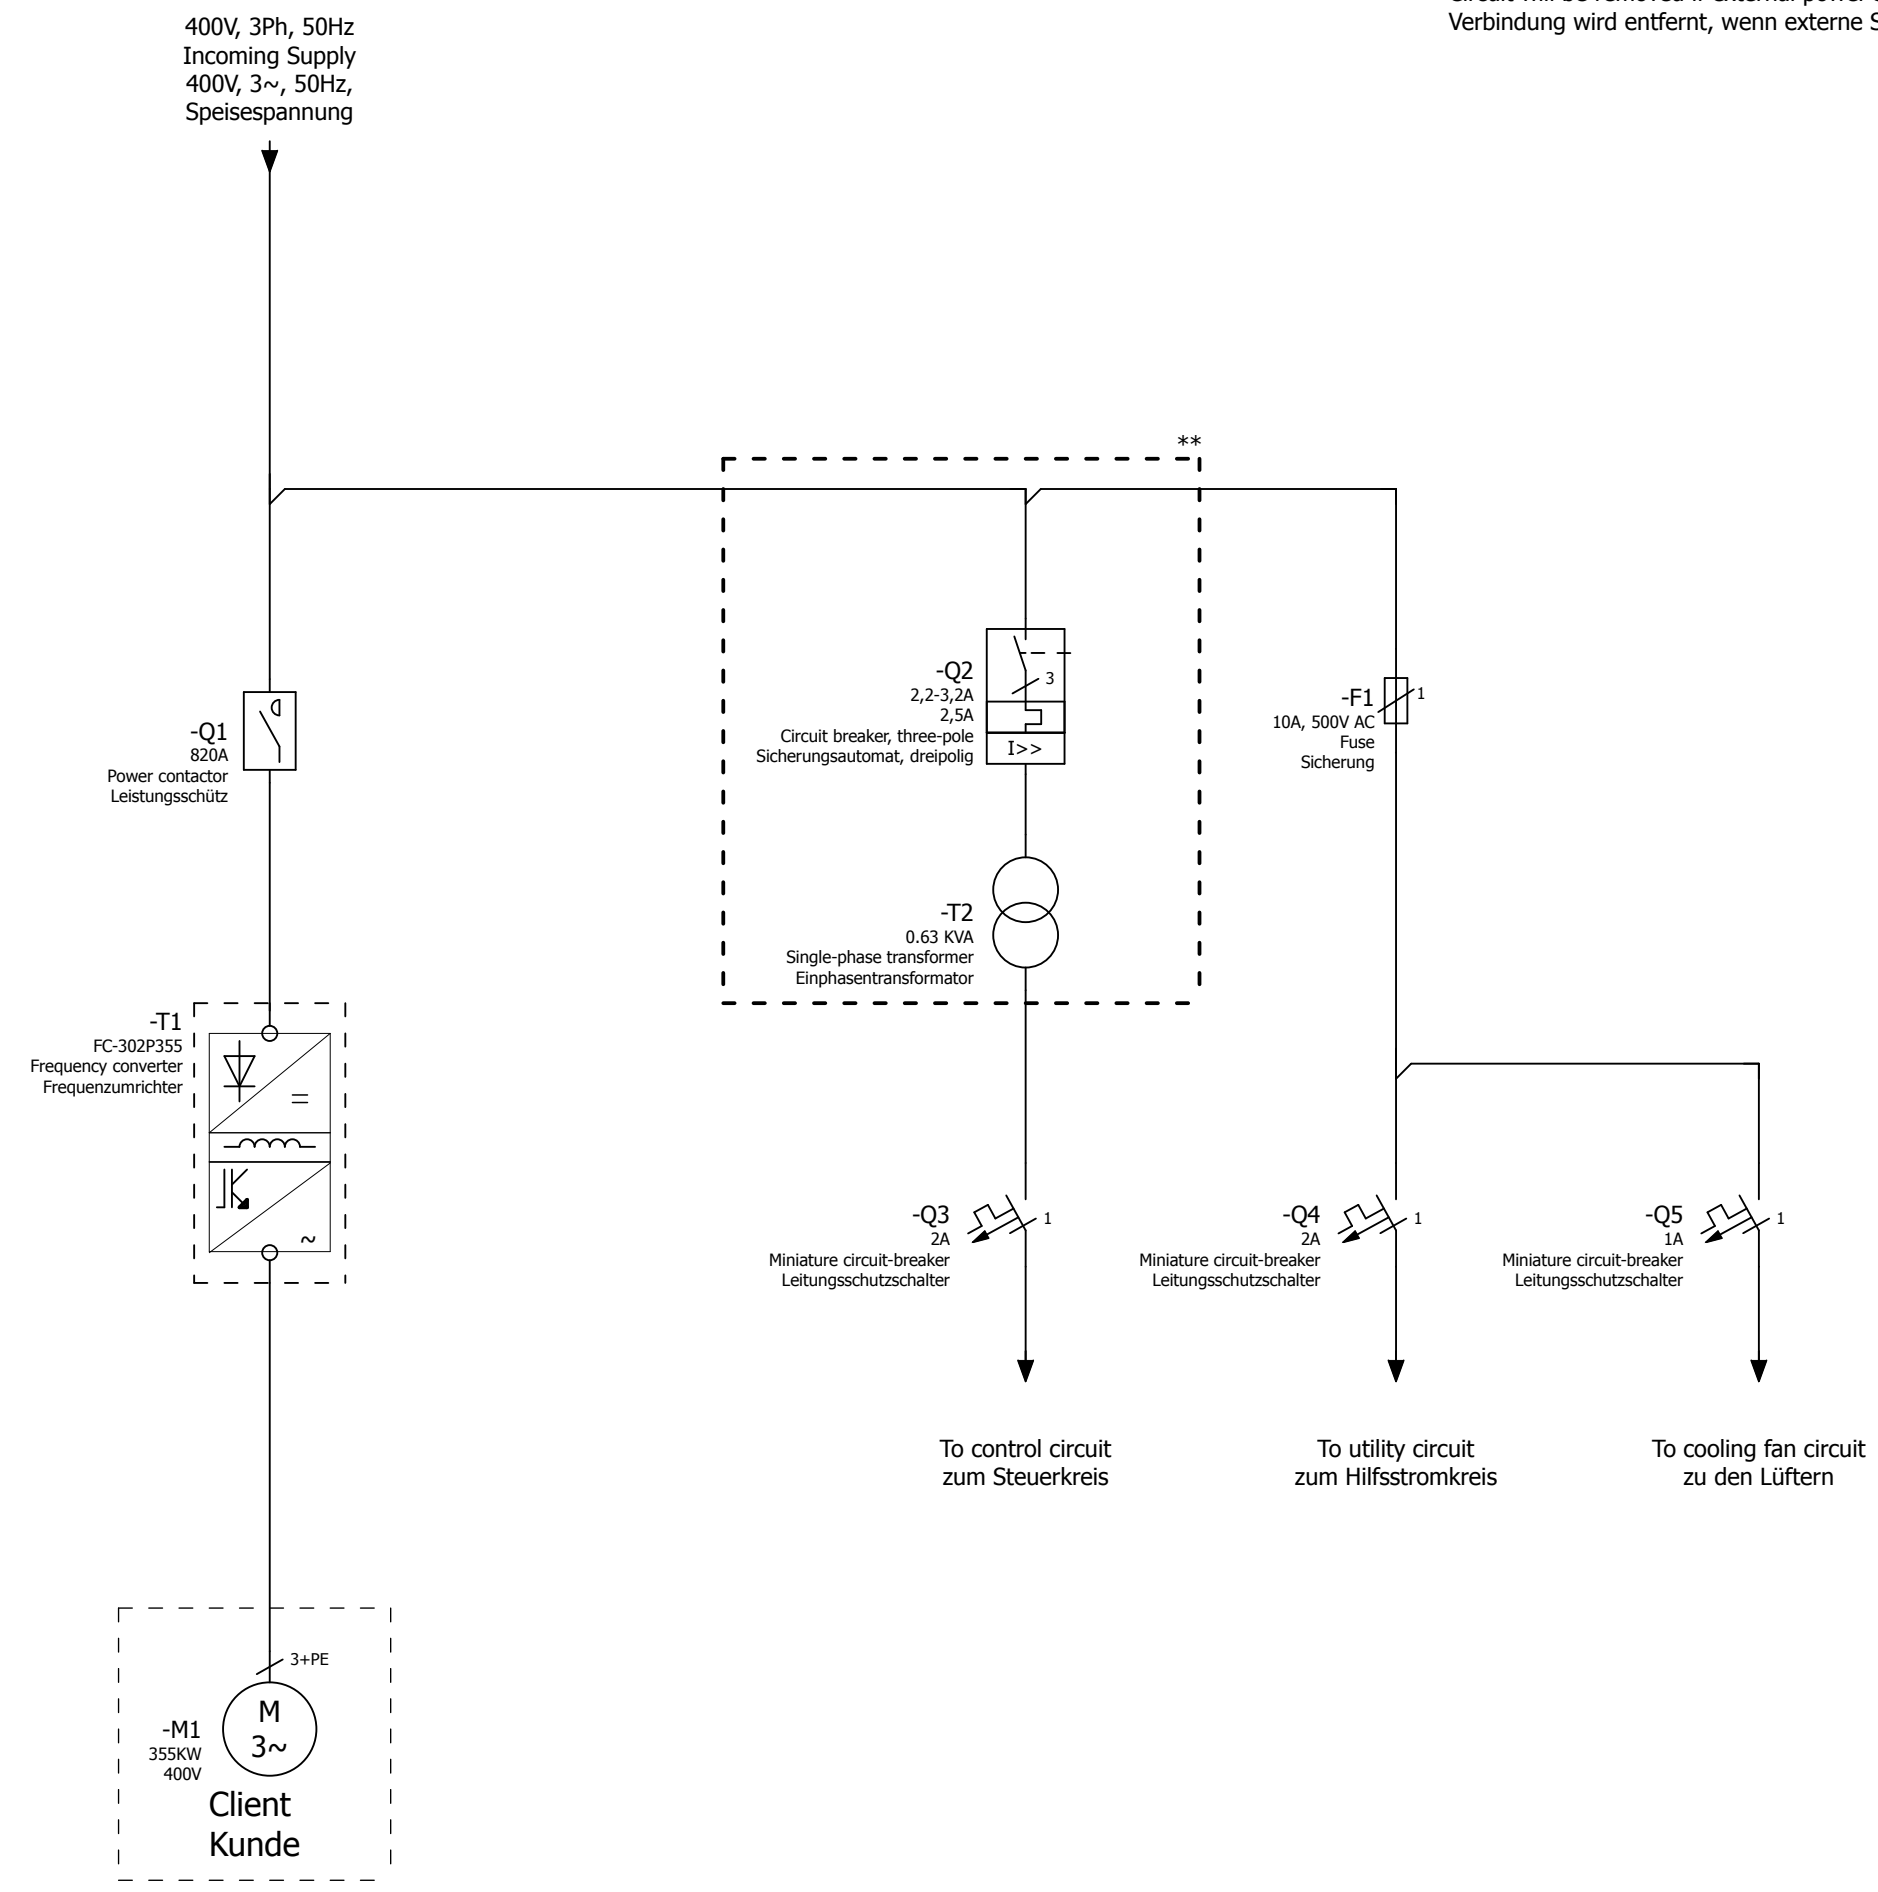 Verbindung wird entfernt, wenn externe
400V, 3Ph, 50Hz
Incoming Supply
400V, 3~, 50Hz,
Speisespannung
**
-Q1
820A
Power contactor
Leistungsschütz
-Q2
2,2-3,2A
2,5A
Circuit breaker, three-pole
Sicherungsautomat, dreipolig
3
I>>
-F1
10A, 500V AC
Fuse
Sicherung
1
-T2
0.63 KVA
Single-phase transformer
Einphasentransformator
-T1
FC-302P355
Frequency converter
Frequenzumrichter
=
~
-Q3
2A
Miniature circuit-breaker
Leitungsschutzschalter
1
-Q4
2A
Miniature circuit-breaker
Leitungsschutzschalter
1
-Q5
1A
Miniature circuit-breaker
Leitungsschutzschalter
1
To control circuit
zum Steuerkreis
To utility circuit
zum Hilfsstromkreis
To cooling fan circuit
zu den Lüftern
3+PE
-M1
355KW
400V
M
3~
Client
Kunde